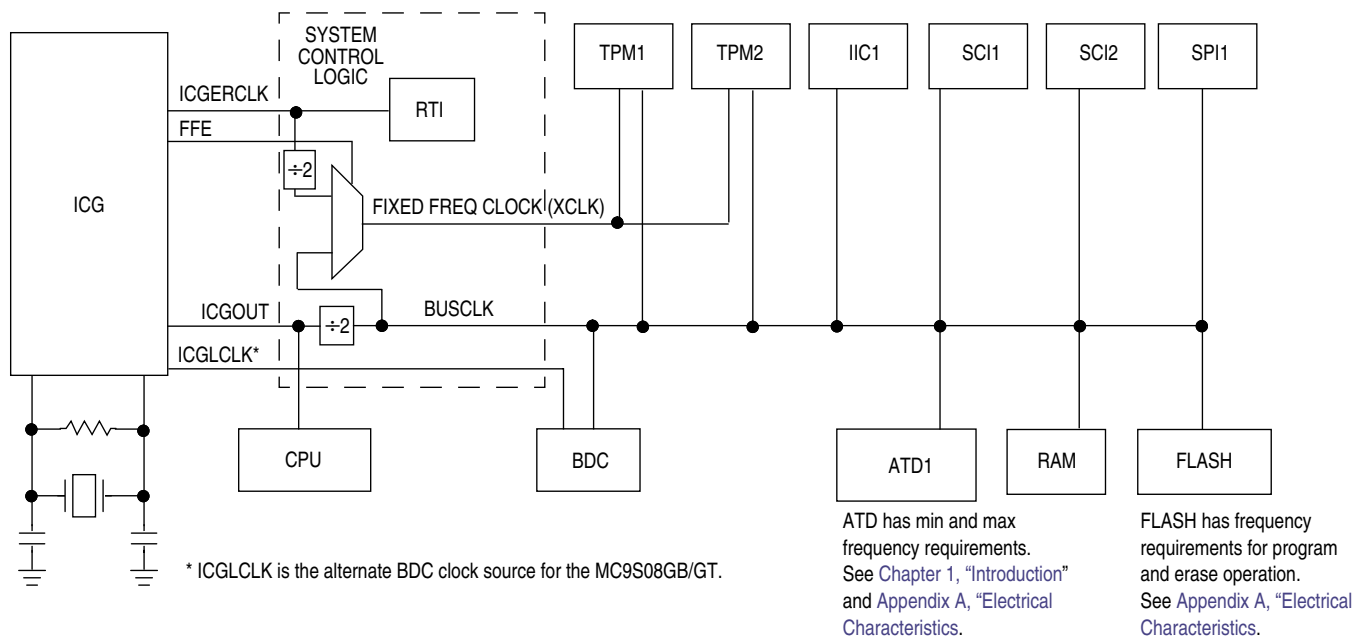 SYSTEM
CONTROL
LOGIC
TPM1
TPM2
IIC1
SCI1
SCI2
SPI1
ICGERCLK
RTI
FFE
÷2
ICG
FIXED FREQ CLOCK (XCLK)
ICGOUT
÷2
BUSCLK
ICGLCLK*
CPU
BDC
ATD1
RAM
FLASH
* ICGLCLK is the alternate BDC clock source for the MC9S08GB/GT.
ATD has min and max
frequency requirements.
See Chapter 1, “Introduction”
and Appendix A, “Electrical
Characteristics.
FLASH has frequency
requirements for program
and erase operation.
See Appendix A, “Electrical
Characteristics.